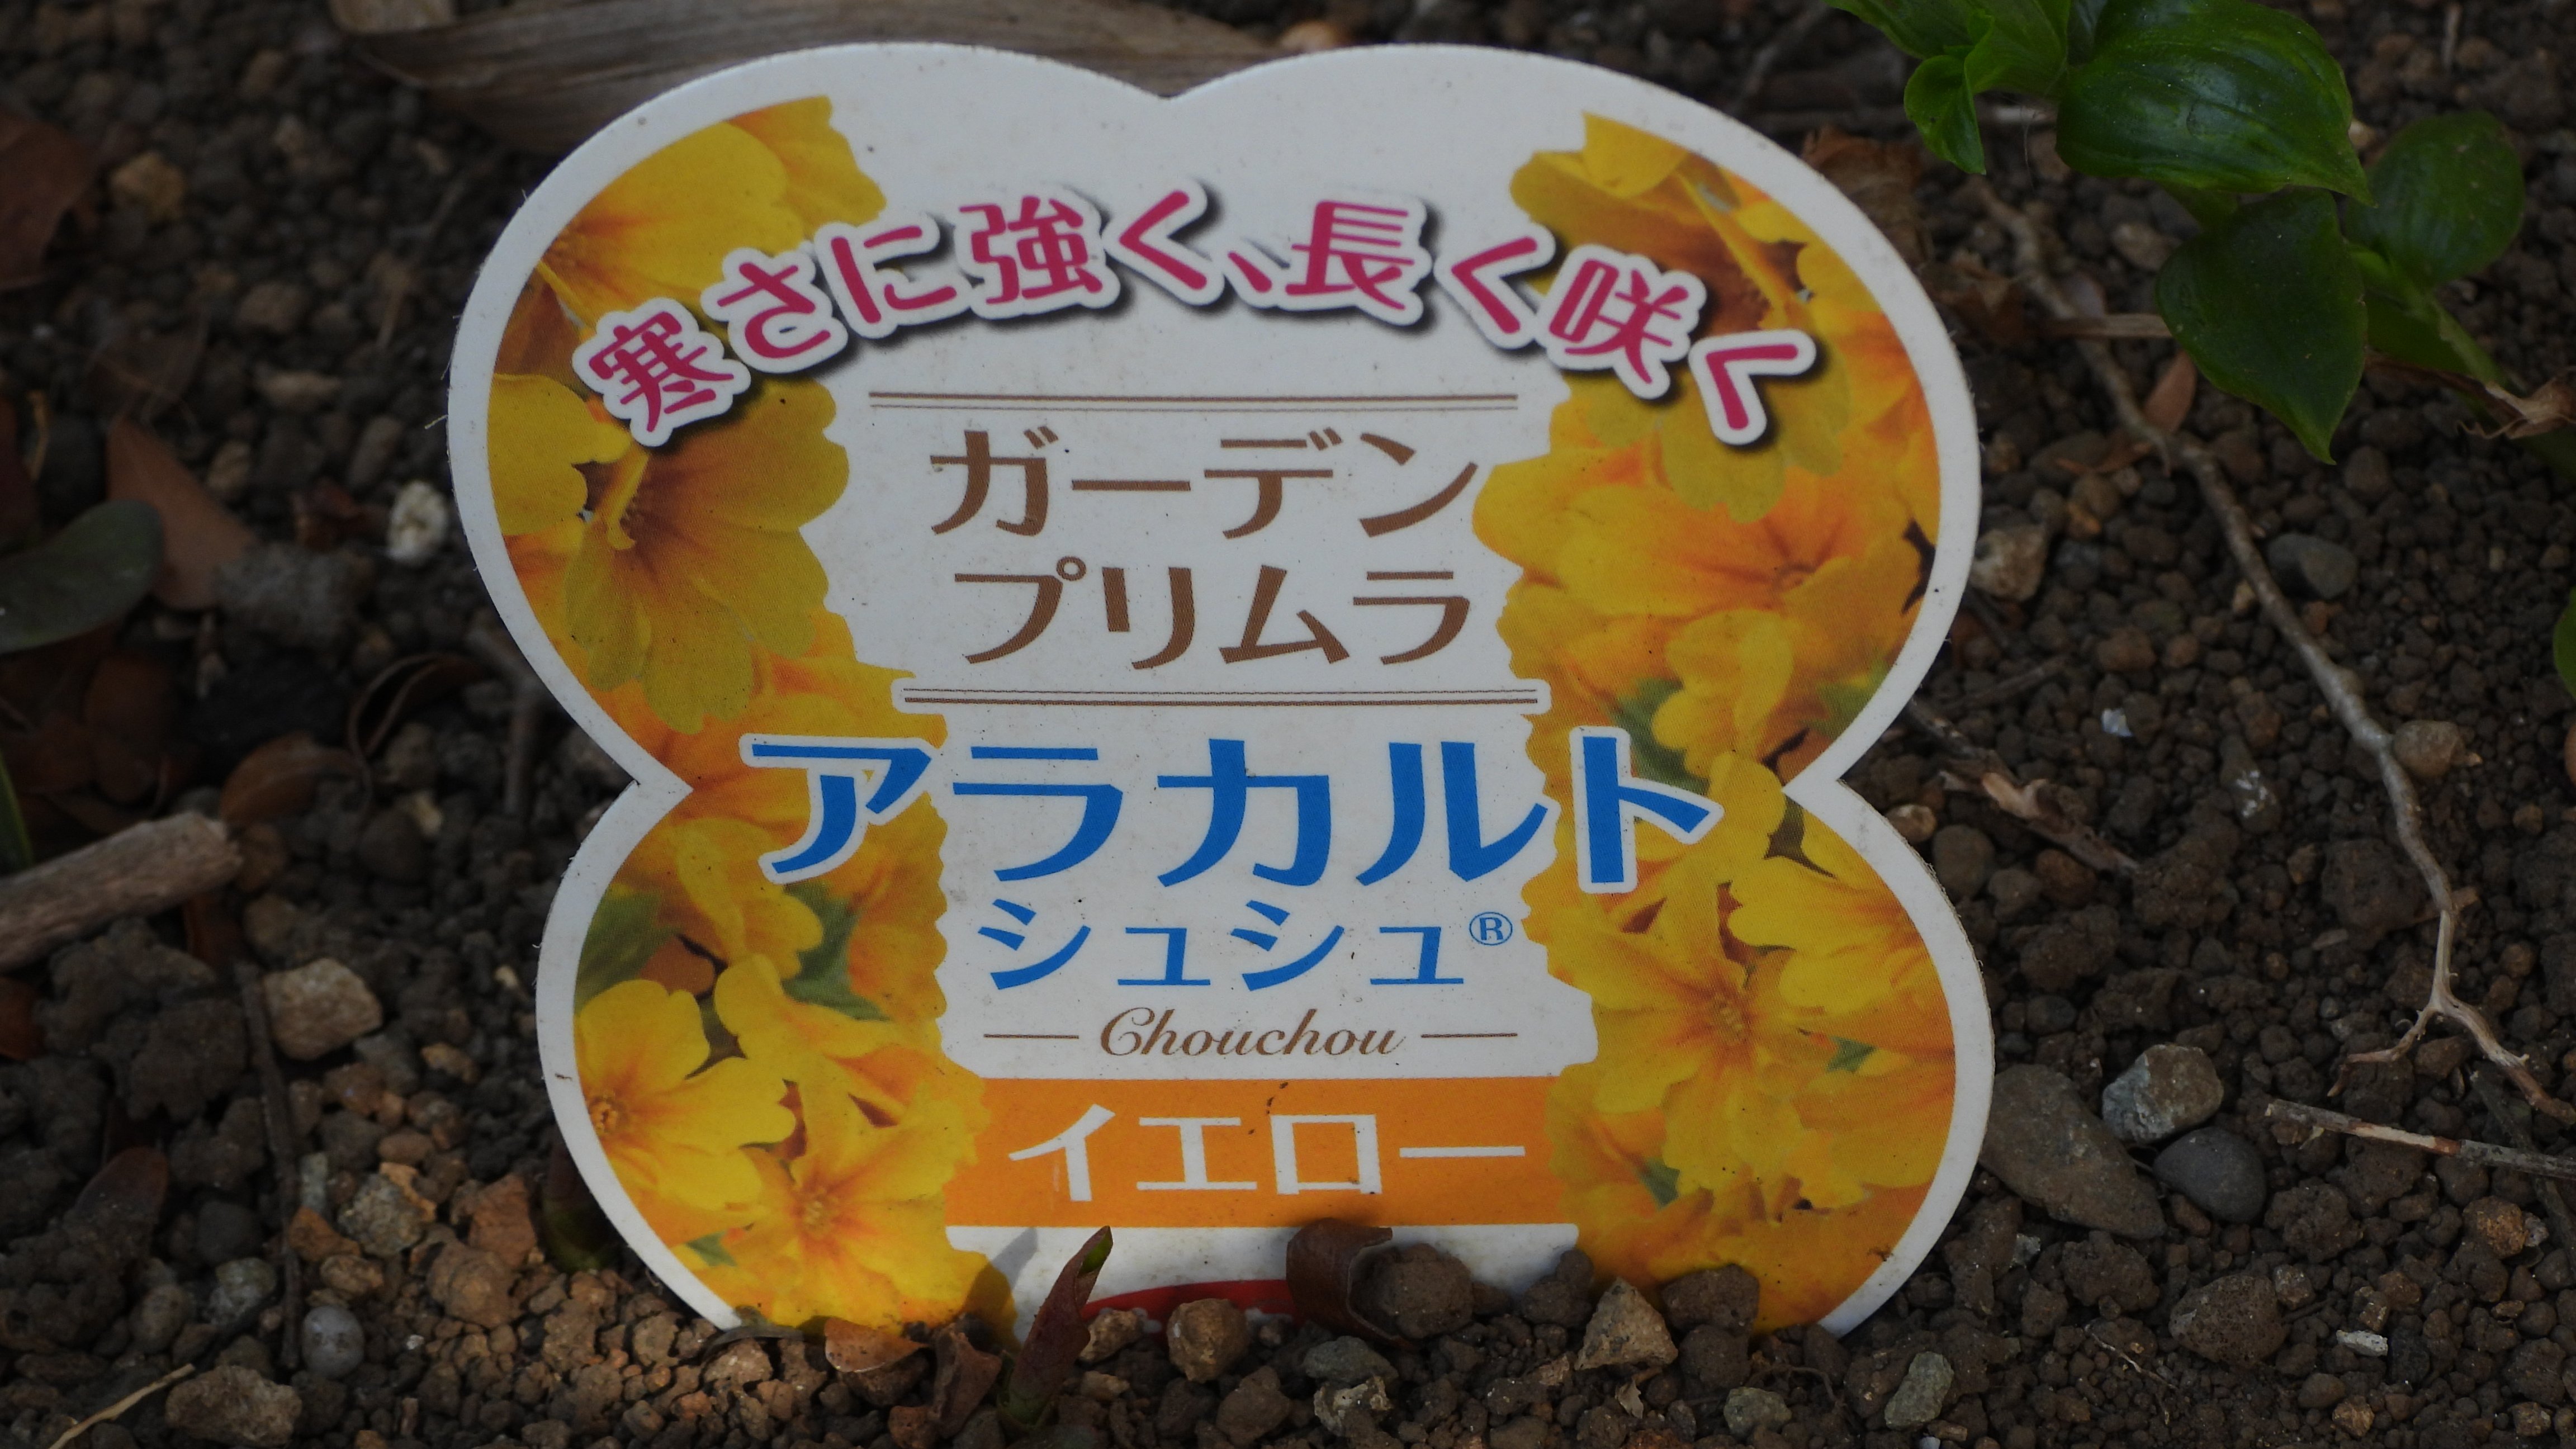 寒さに強く、長く咲く
ガーデン
プリムラ
アラカルト
シュシュ®
Chouchou
イエロー